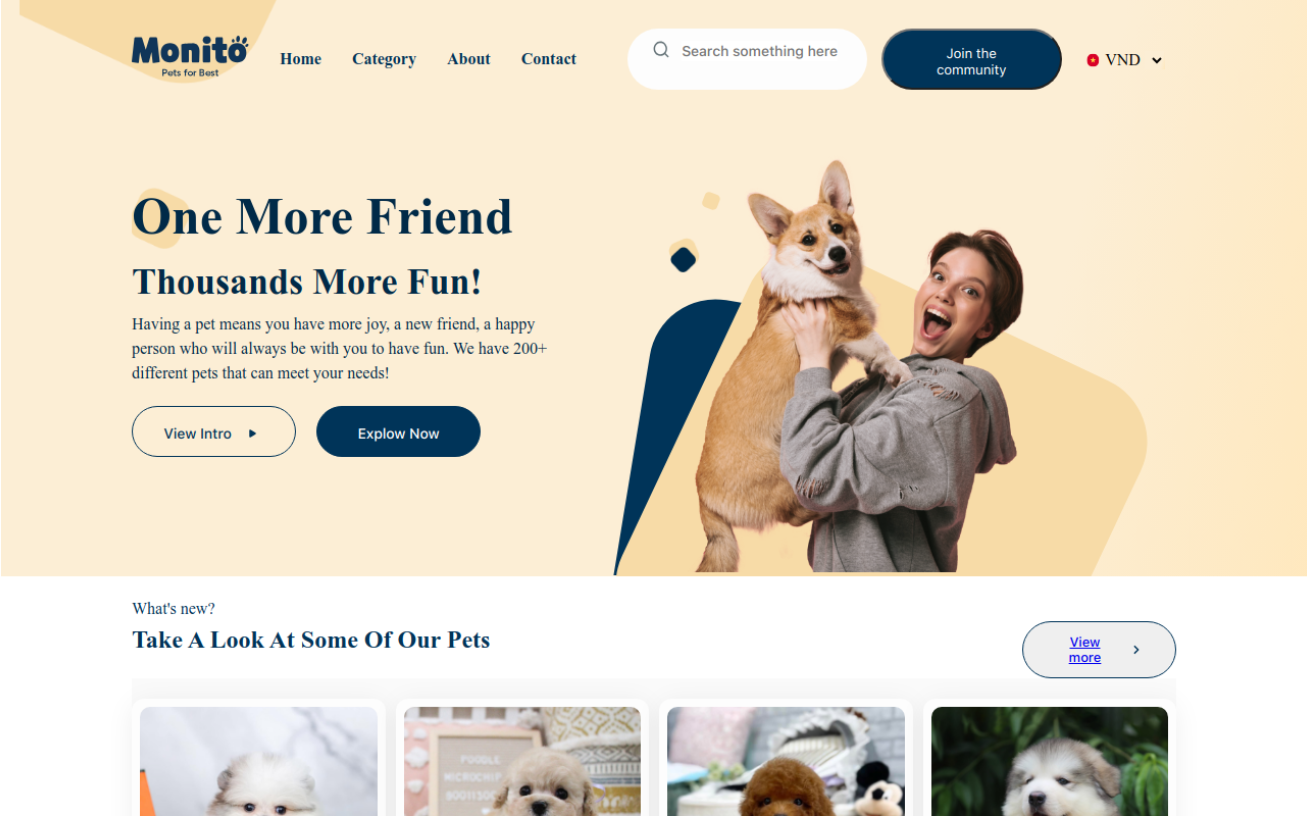 Monito
Pets for Best
Home Category About Contact
Search something here
Join the
community
VND
One More Friend
Thousands More Fun!
Having a pet means you have more joy, a new friend, a happy
person who will always be with you to have fun. We have 200+
different pets that can meet your needs!
View Intro
Explow Now
What's new?
Take A Look At Some Of Our Pets
View
more
POODLE
MICROCHIP